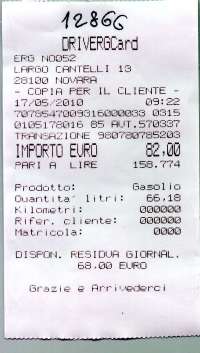 12866
DRIVERGCard
ERG NO052
LARGO CANTELLI 13
28100 NOVARA
- COPIA PER IL CLIENTE -
17/05/2010 09:22
7078547009316000033 0315
0105178016 85 AUT.570337
TRANSAZIONE 980780785203
IMPORTO EURO 82,00
PARI A LIRE 158.774
Prodotto: Gasolio
Quantita' litri: 66,18
Kilometri: 000000
Rifer. cliente: 000000
Matricola: 0000
DISPON. RESIDUA GIORNAL.
68,00 EURO
Grazie e Arrivederci